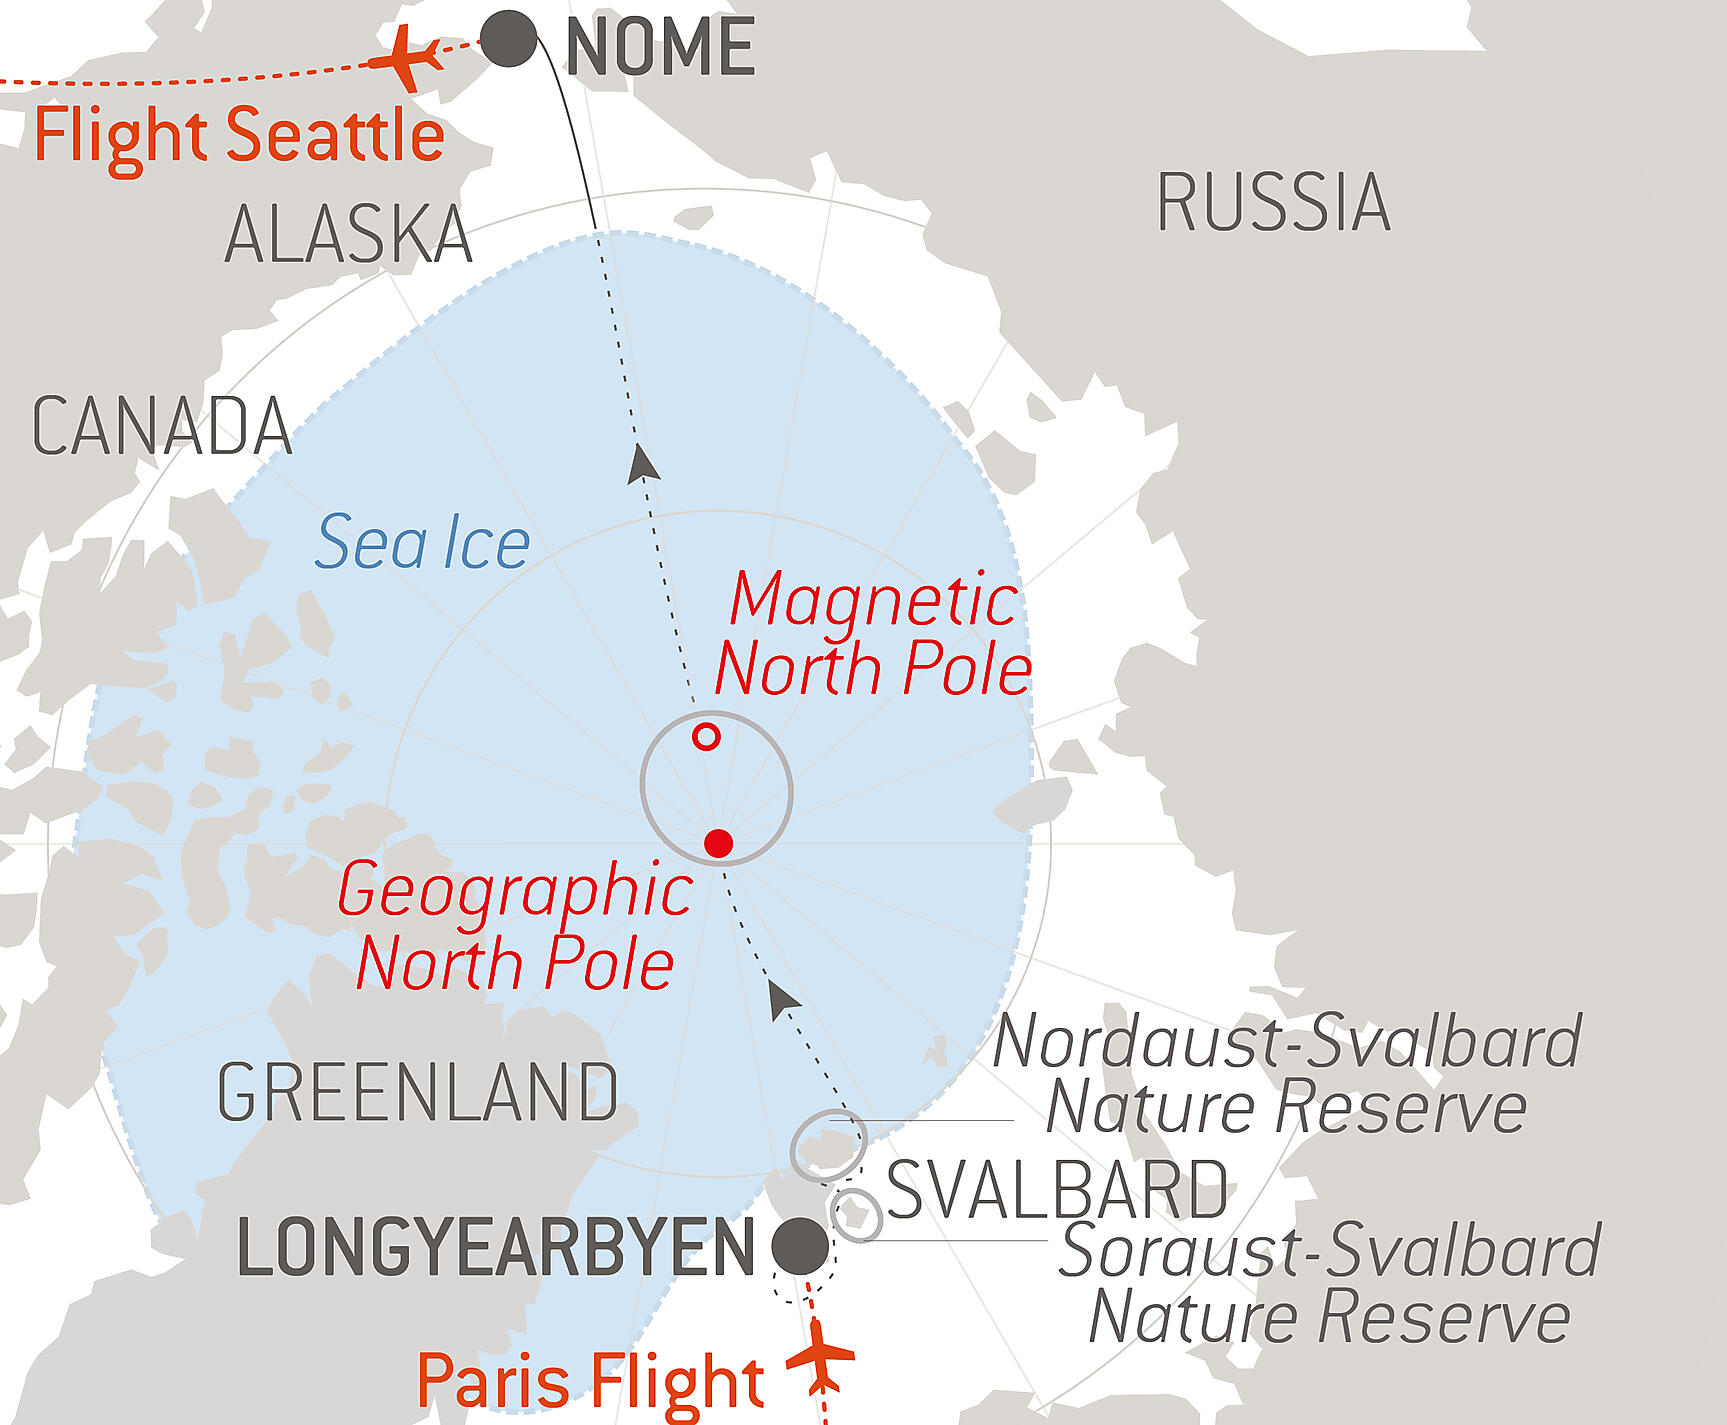 NOME
Flight Seattle
RUSSIA
ALASKA
CANADA
Sea Ice
Magnetic
North Pole
Geographic
North Pole
Nordaust-Svalbard
Nature Reserve
GREENLAND
SVALBARD
LONGYEARBYEN
Soraust-Svalbard
Nature Reserve
Paris Flight